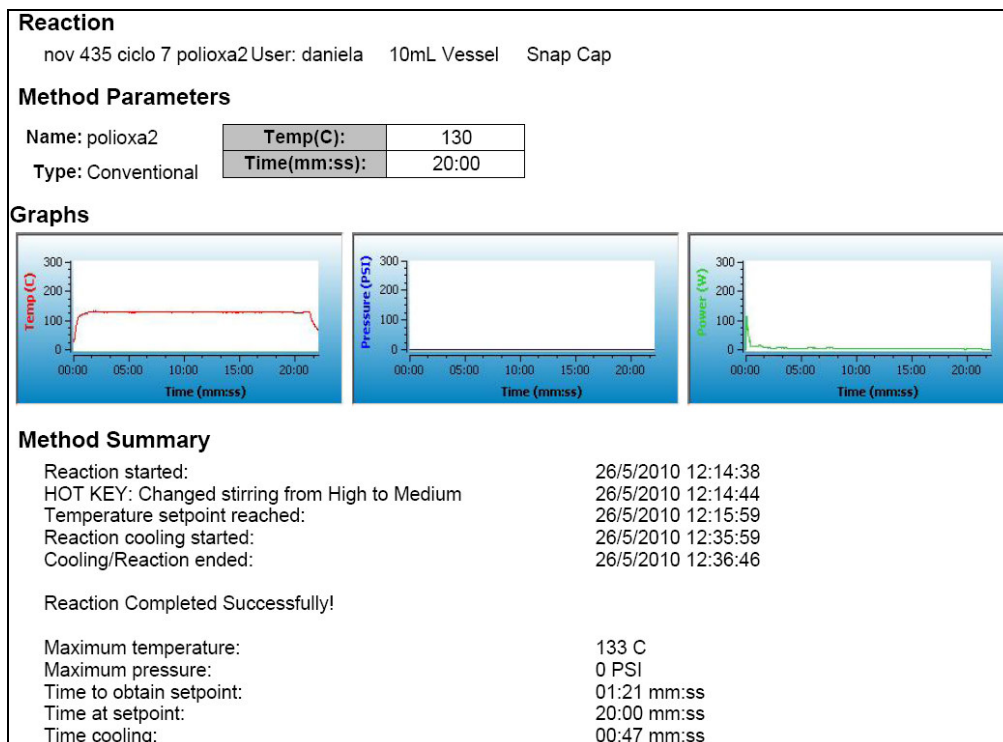 Reaction
nov 435 ciclo 7 polioxa2 User: daniela 10mL Vessel Snap Cap
Method Parameters
Name: polioxa2 Temp(C): 130
Type: Conventional Time(mm:ss): 20:00
Graphs
Temp (C)
300
200
100
0
00:00 05:00 10:00 15:00 20:00
Time (mm:ss)
Pressure (PSI)
300
200
100
0
00:00 05:00 10:00 15:00 20:00
Time (mm:ss)
Power (W)
300
200
100
0
00:00 05:00 10:00 15:00 20:00
Time (mm:ss)
Method Summary
Reaction started: 26/5/2010 12:14:38
HOT KEY: Changed stirring from High to Medium 26/5/2010 12:14:44
Temperature setpoint reached: 26/5/2010 12:15:59
Reaction cooling started: 26/5/2010 12:35:59
Cooling/Reaction ended: 26/5/2010 12:36:46
Reaction Completed Successfully!
Maximum temperature: 133 C
Maximum pressure: 0 PSI
Time to obtain setpoint: 01:21 mm:ss
Time at setpoint: 20:00 mm:ss
Time cooling: 00:47 mm:ss